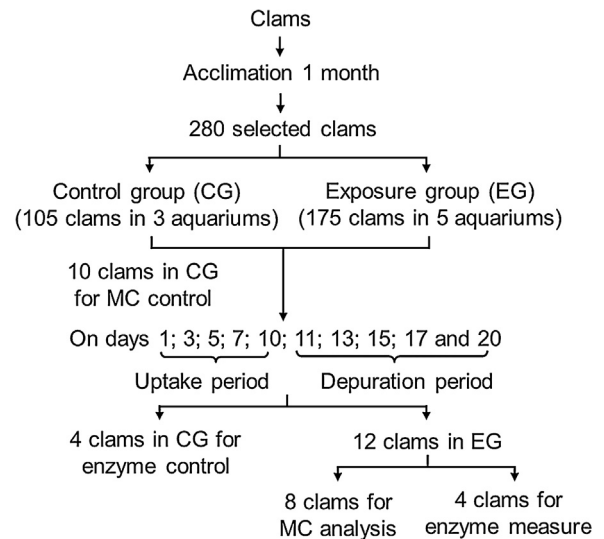 Clams
Acclimation 1 month
280 selected clams
Control group (CG)
(105 clams in 3 aquariums)
Exposure group (EG)
(175 clams in 5 aquariums)
10 clams in CG
for MC control
On days 1; 3; 5; 7; 10; 11; 13; 15; 17 and 20
Uptake period
Depuration period
4 clams in CG for
enzyme control
12 clams in EG
8 clams for
MC analysis
4 clams for
enzyme measure